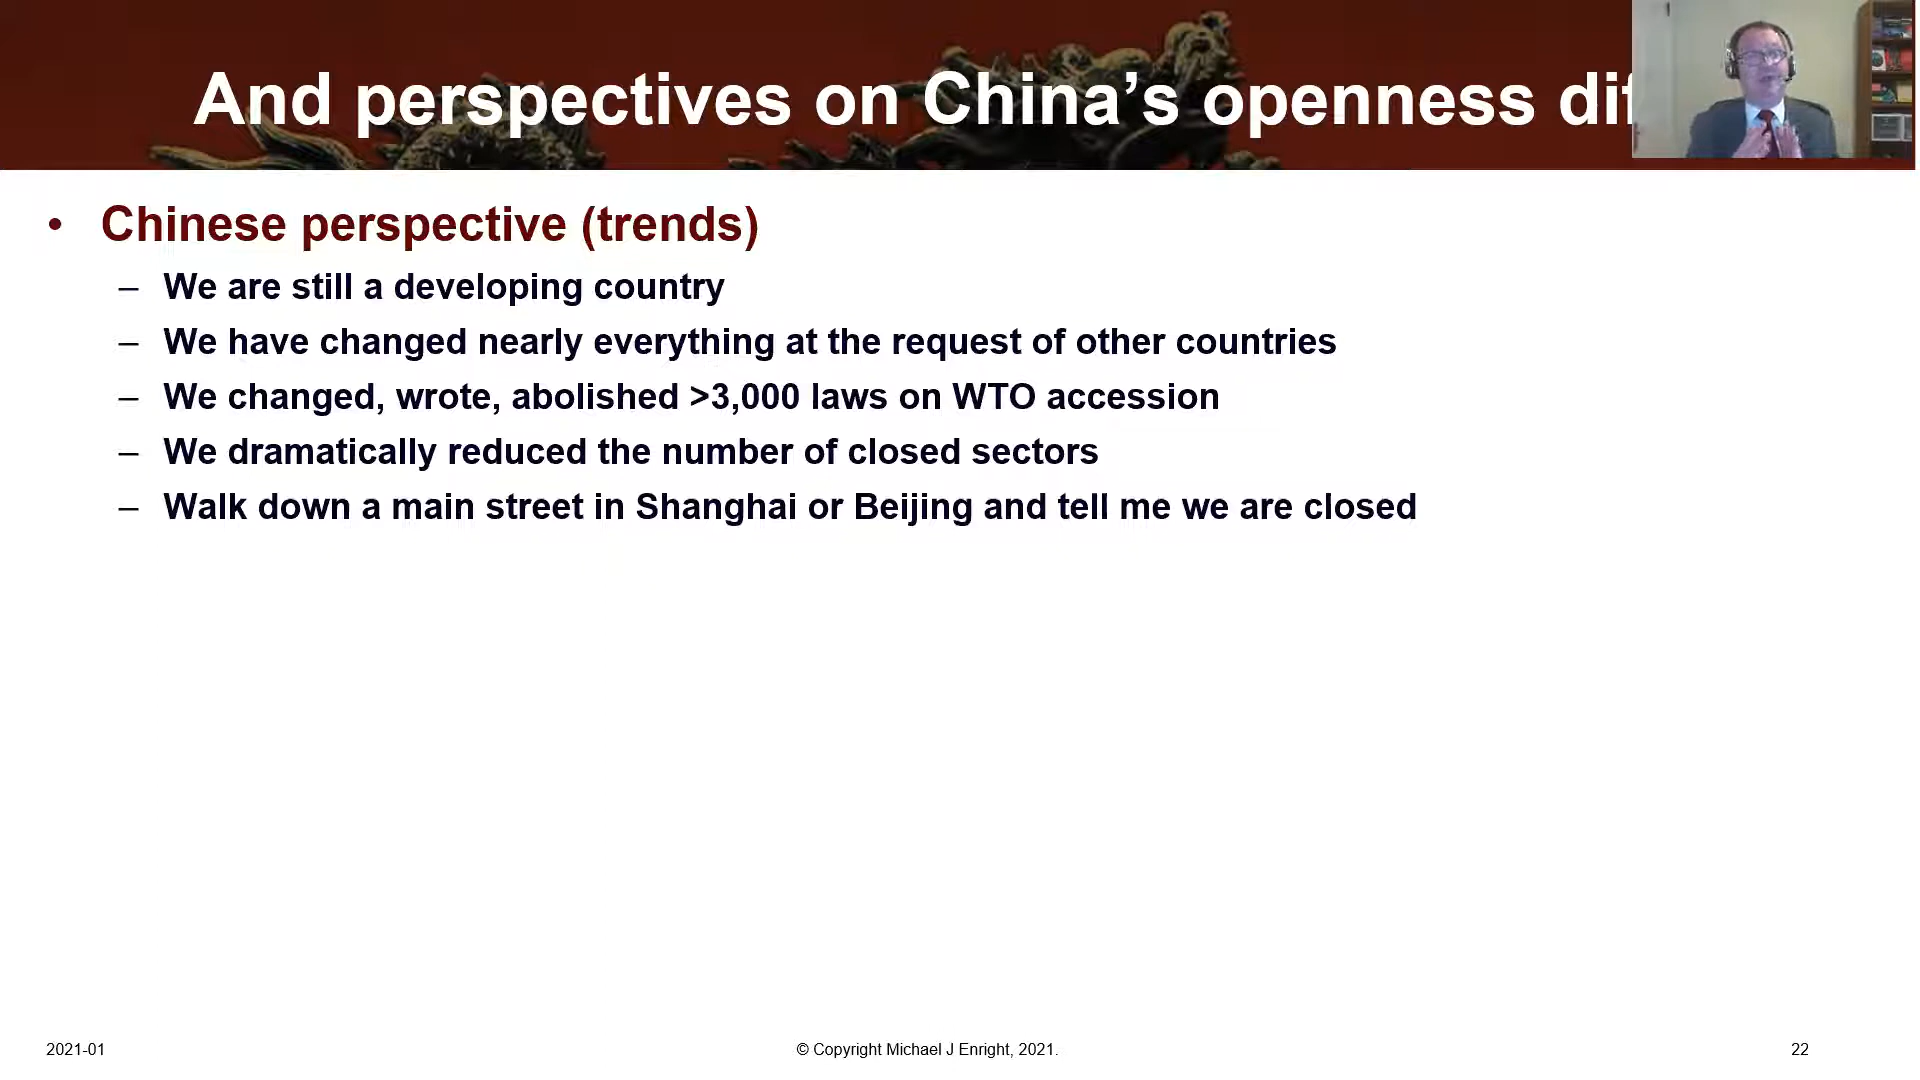 And perspectives on China’s openness dif
• Chinese perspective (trends)
– We are still a developing country
– We have changed nearly everything at the request of other countries
– We changed, wrote, abolished >3,000 laws on WTO accession
– We dramatically reduced the number of closed sectors
– Walk down a main street in Shanghai or Beijing and tell me we are closed
2021-01
© Copyright Michael J Enright, 2021.
22